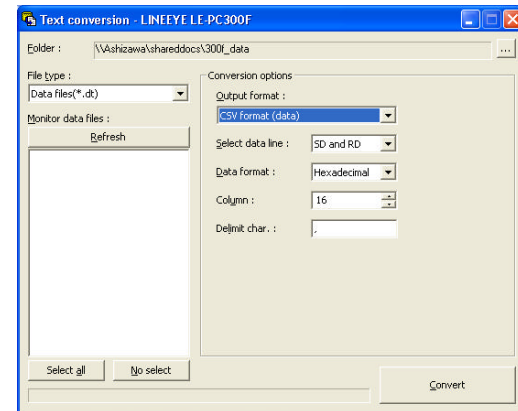 Text conversion - LINEEYE LE-PC300F
Folder : \\Ashizawa\shareddocs\300f_data ...
File type :
Data files(*.dt)
Monitor data files :
Refresh
Select all No select
Conversion options
Output format :
CSV format (data)
Select data line : SD and RD
Data format : Hexadecimal
Column : 16
Delimit char. : ,
Convert